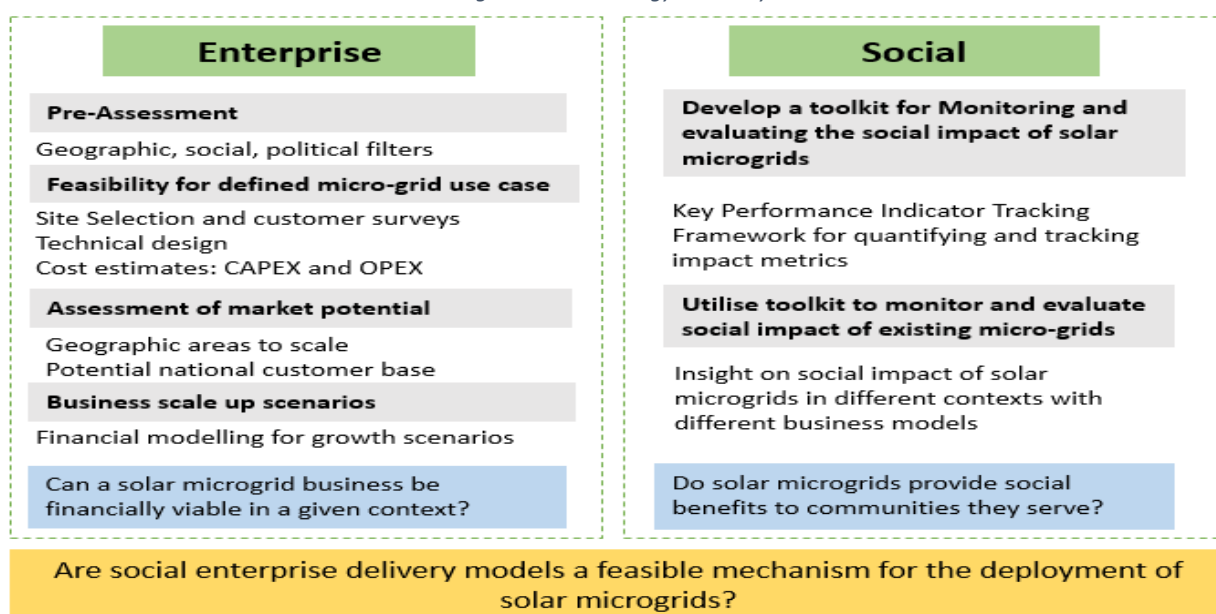 Enterprise
Pre-Assessment
Geographic, social, political filters
Feasibility for defined micro-grid use case
Site Selection and customer surveys
Technical design
Cost estimates: CAPEX and OPEX
Assessment of market potential
Geographic areas to scale
Potential national customer base
Business scale up scenarios
Financial modelling for growth scenarios
Can a solar microgrid business be
financially viable in a given context?
Social
Develop a toolkit for Monitoring and
evaluating the social impact of solar
microgrids
Key Performance Indicator Tracking
Framework for quantifying and tracking
impact metrics
Utilise toolkit to monitor and evaluate
social impact of existing micro-grids
Insight on social impact of solar
microgrids in different contexts with
different business models
Do solar microgrids provide social
benefits to communities they serve?
Are social enterprise delivery models a feasible mechanism for the deployment of
solar microgrids?